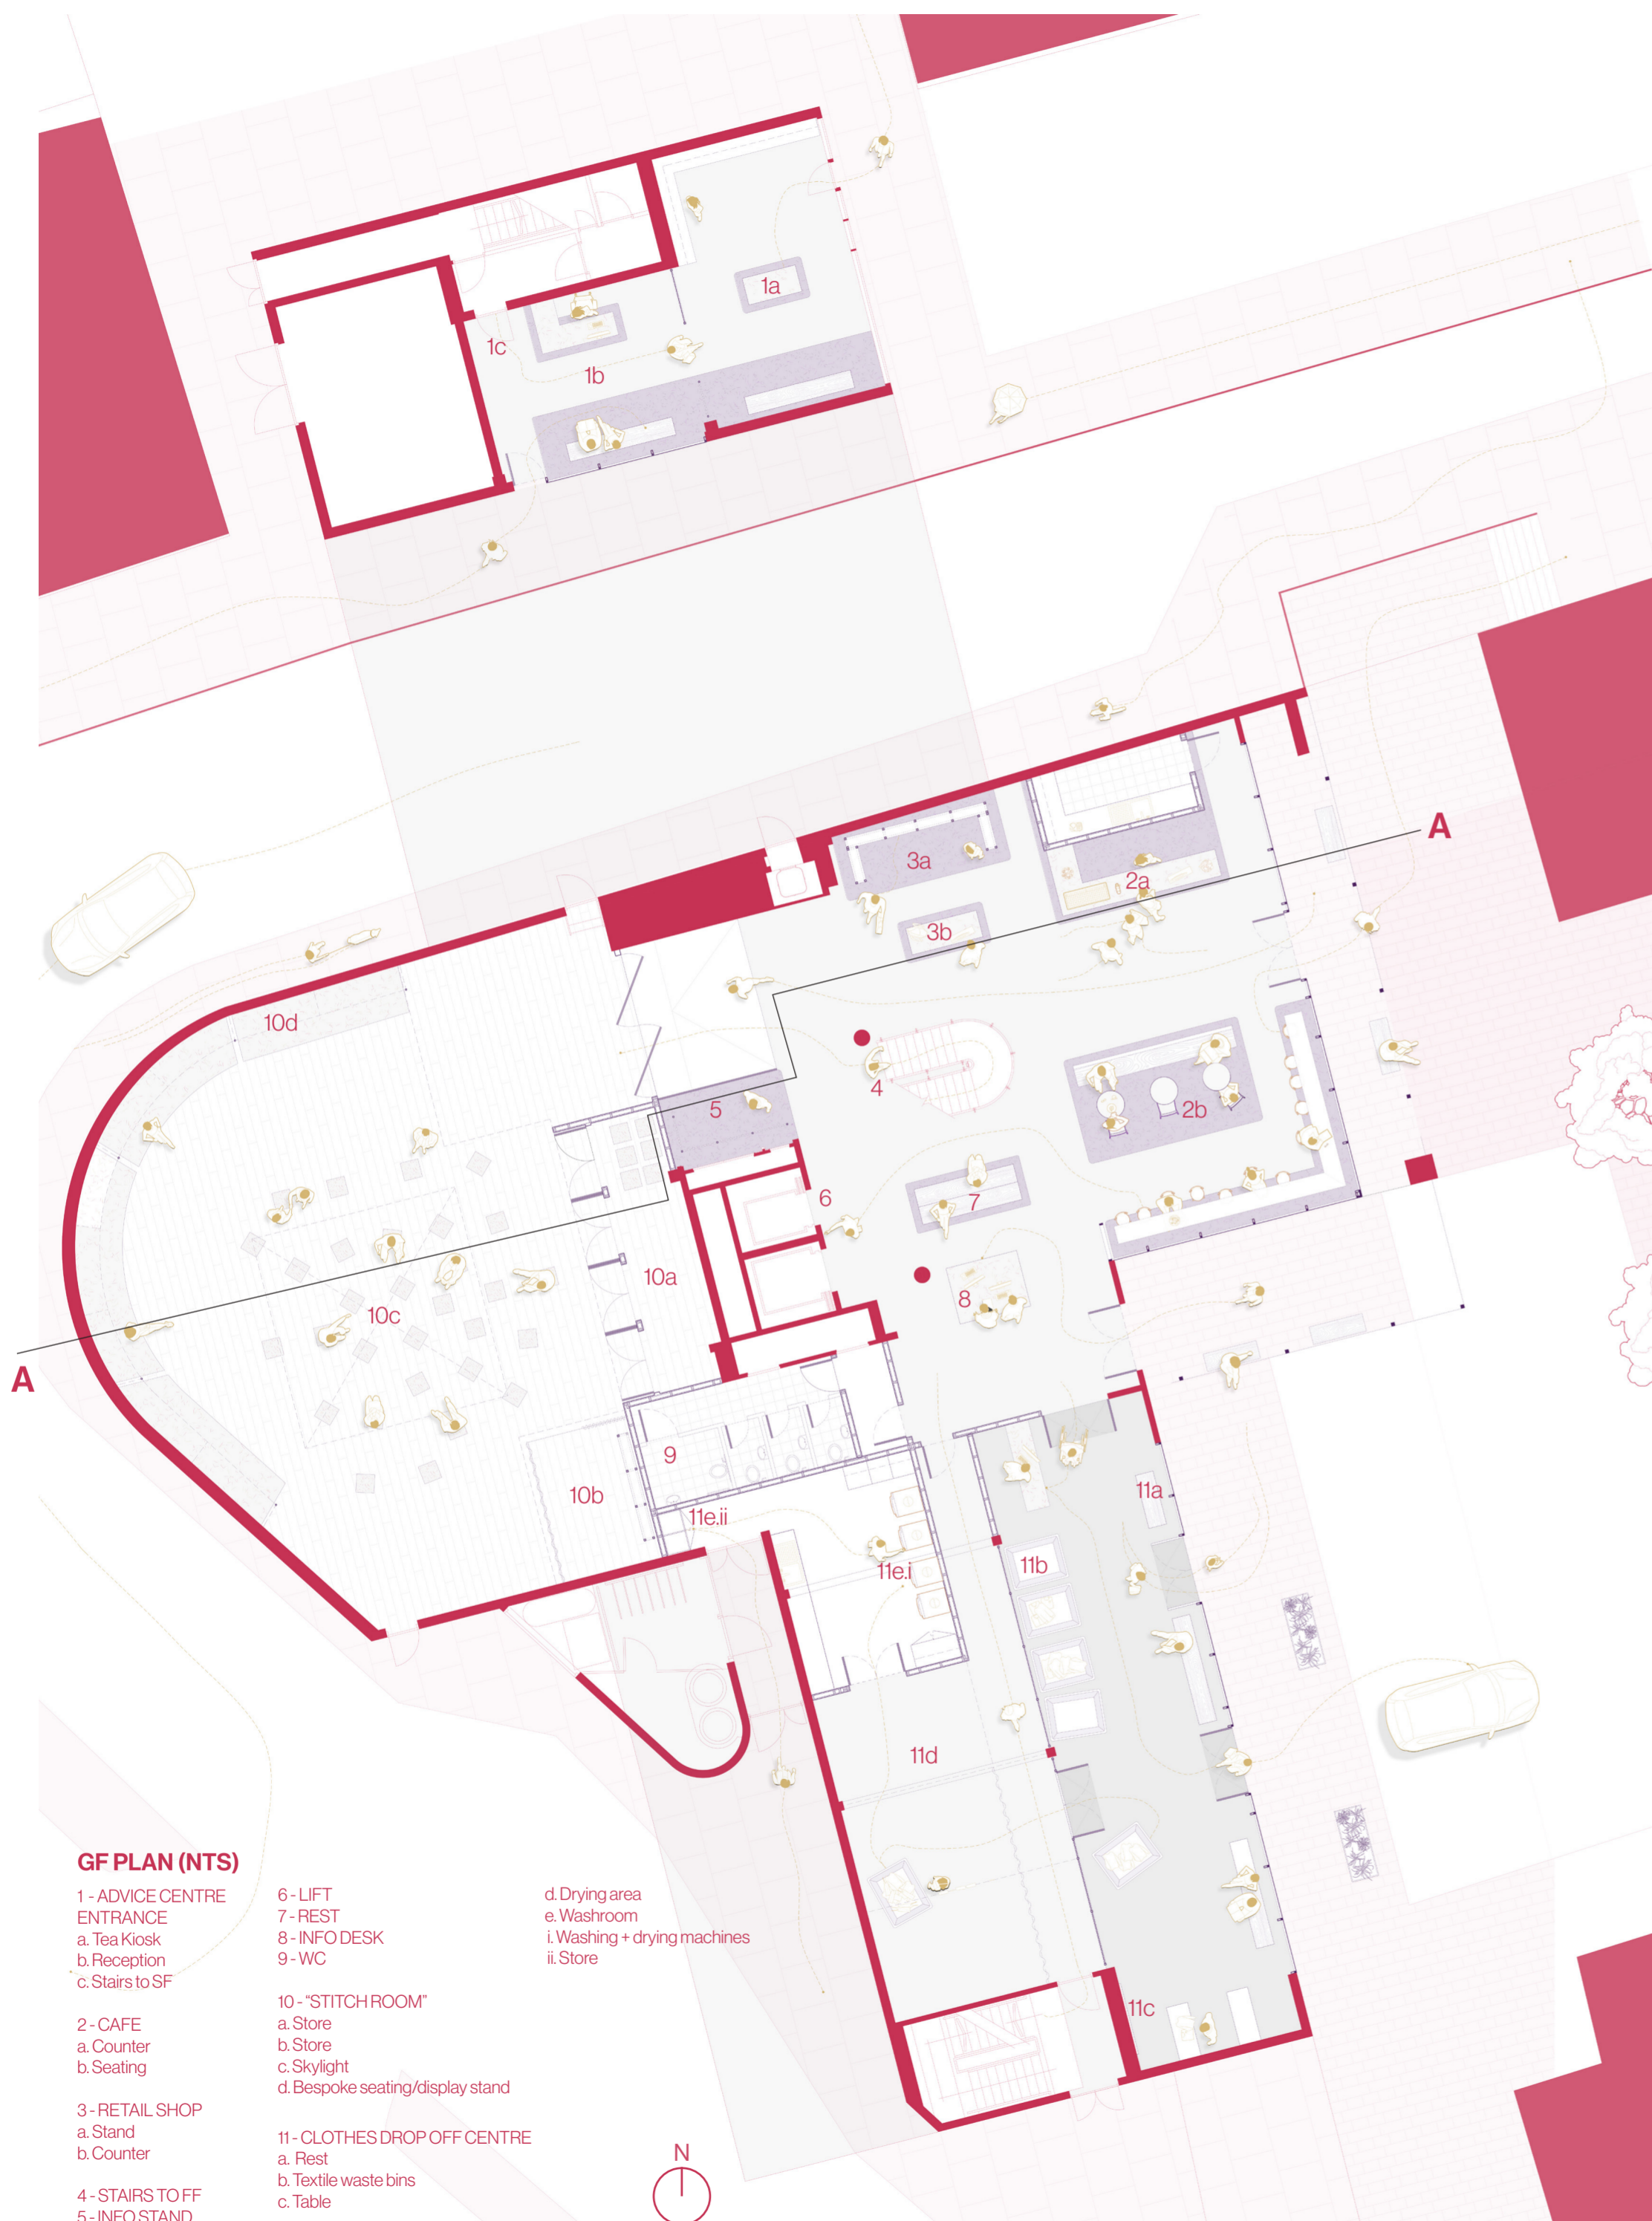 1a
1c
1b
A
3a
2a
3b
10d
4
5
2b
6
7
10a
8
10c
A
9
11a
10b
11e.ii
11e.i
11b
11d
11c
GF PLAN (NTS)
1 - ADVICE CENTRE
ENTRANCE
a. Tea Kiosk
b. Reception
c. Stairs to SF
2 - CAFE
a. Counter
b. Seating
3 - RETAIL SHOP
a. Stand
b. Counter
4 - STAIRS TO FF
5 - INFO STAND
6 - LIFT
7 - REST
8 - INFO DESK
9 - WC
10 - “STITCH ROOM”
a. Store
b. Store
c. Skylight
d. Bespoke seating/display stand
11 - CLOTHES DROP OFF CENTRE
a. Rest
b. Textile waste bins
c. Table
d. Drying area
e. Washroom
i. Washing + drying machines
ii. Store
N